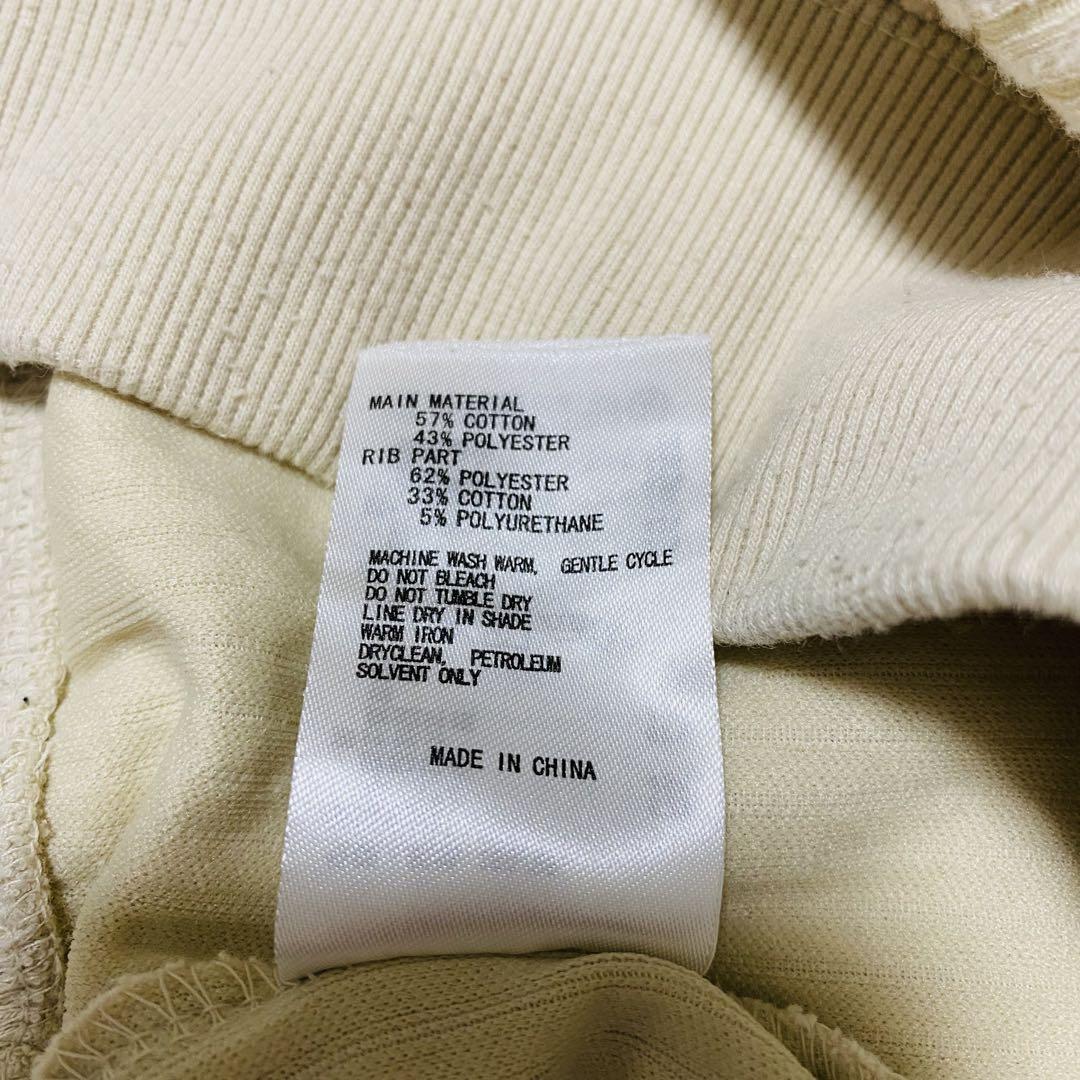 MAIN MATERIAL
57% COTTON
43% POLYESTER
RIB PART
62% POLYESTER
33% COTTON
5% POLYURETHANE
MACHINE WASH WARM, GENTLE CYCLE
DO NOT BLEACH
DO NOT TUMBLE DRY
LINE DRY IN SHADE
WARM IRON
DRYCLEAN, PETROLEUM
SOLVENT ONLY
MADE IN CHINA